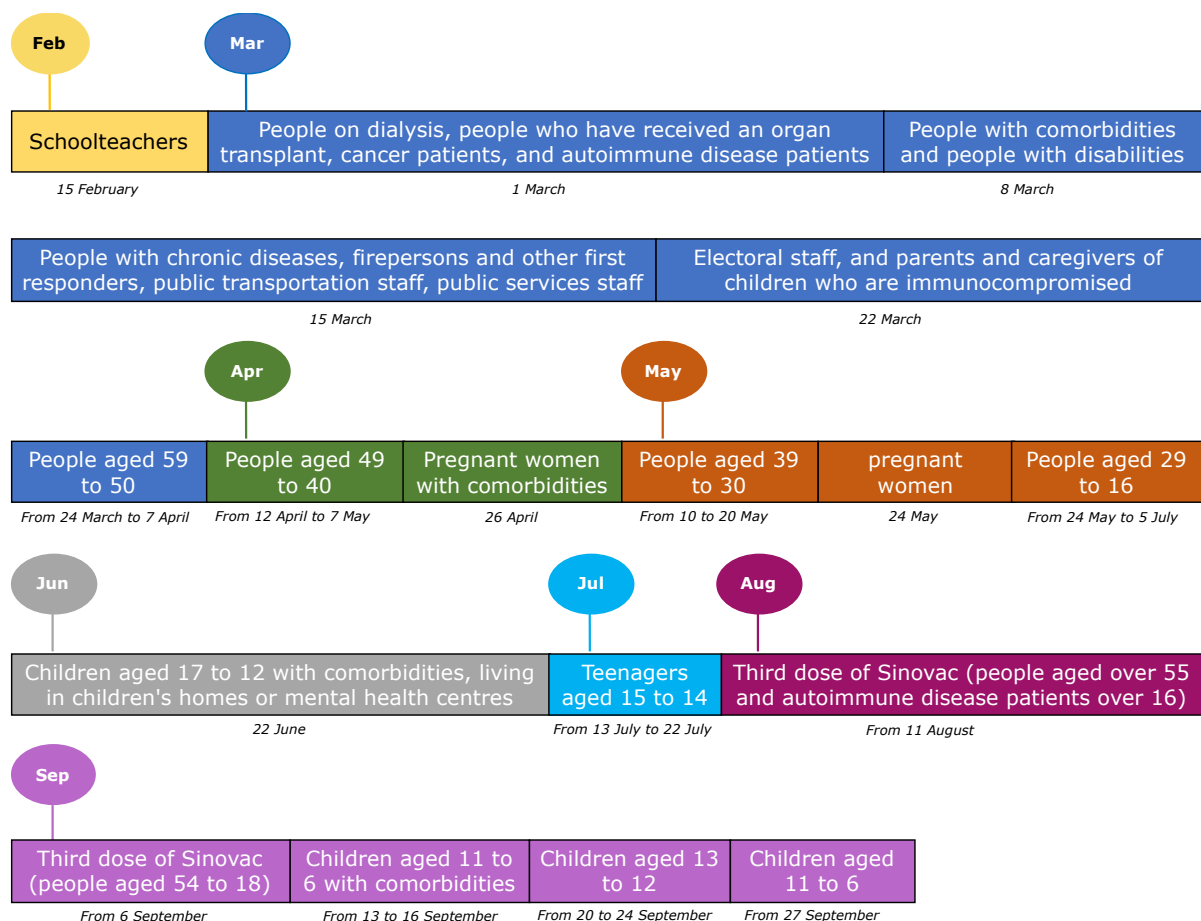 Feb
Mar
Schoolteachers
People on dialysis, people who have received an organ
transplant, cancer patients, and autoimmune disease patients
People with comorbidities
and people with disabilities
15 February
1 March
8 March
People with chronic diseases, firepersons and other first
responders, public transportation staff, public services staff
Electoral staff, and parents and caregivers of
children who are immunocompromised
15 March
22 March
Apr
May
People aged 59
to 50
People aged 49
to 40
Pregnant women
with comorbidities
People aged 39
to 30
pregnant
women
People aged 29
to 16
From 24 March to 7 April
From 12 April to 7 May
26 April
From 10 to 20 May
24 May
From 24 May to 5 July
Jun
Jul
Aug
Children aged 17 to 12 with comorbidities, living
in children's homes or mental health centres
Teenagers
aged 15 to 14
Third dose of Sinovac (people aged over 55
and autoimmune disease patients over 16)
22 June
From 13 July to 22 July
From 11 August
Sep
Third dose of Sinovac
(people aged 54 to 18)
Children aged 11 to
6 with comorbidities
Children aged 13
to 12
Children aged
11 to 6
From 6 September
From 13 to 16 September
From 20 to 24 September
From 27 September